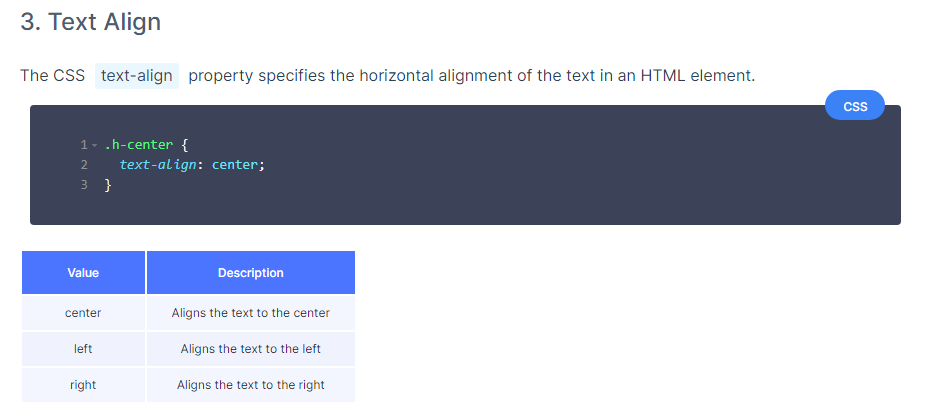 3. Text Align
The CSS text-align property specifies the horizontal alignment of the text in an HTML element.
CSS
1 .h-center {
2 text-align: center;
3 }
Value Description
center Aligns the text to the center
left Aligns the text to the left
right Aligns the text to the right